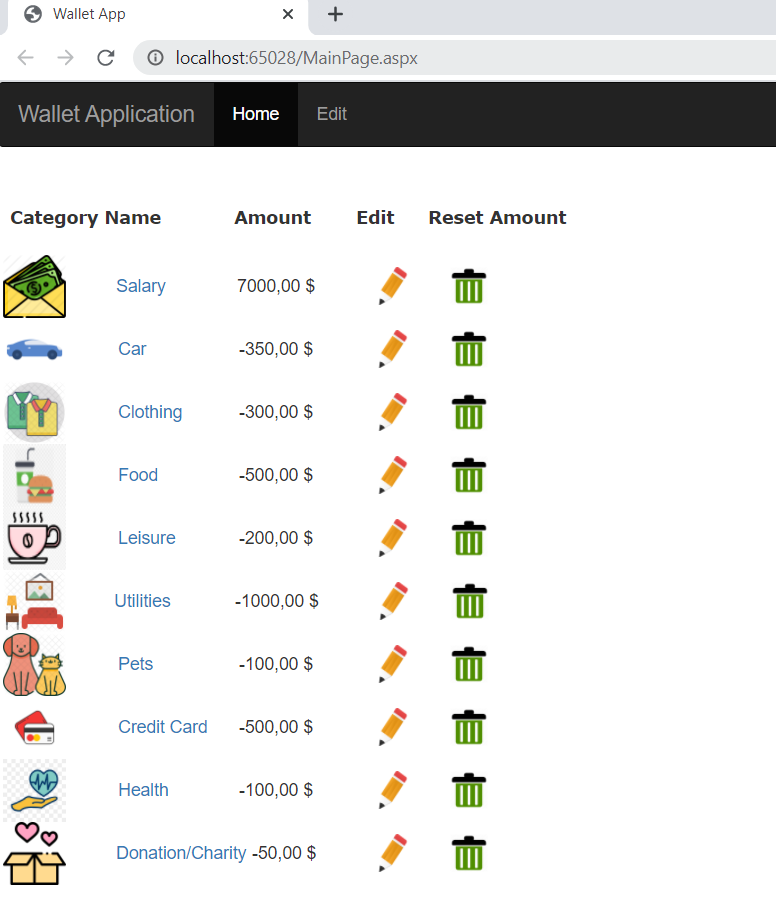 Wallet App
localhost:65028/MainPage.aspx
Wallet Application Home Edit
Category Name Amount Edit Reset Amount
Salary 7000,00 $
Car -350,00 $
Clothing -300,00 $
Food -500,00 $
Leisure -200,00 $
Utilities -1000,00 $
Pets -100,00 $
Credit Card -500,00 $
Health -100,00 $
Donation/Charity -50,00 $